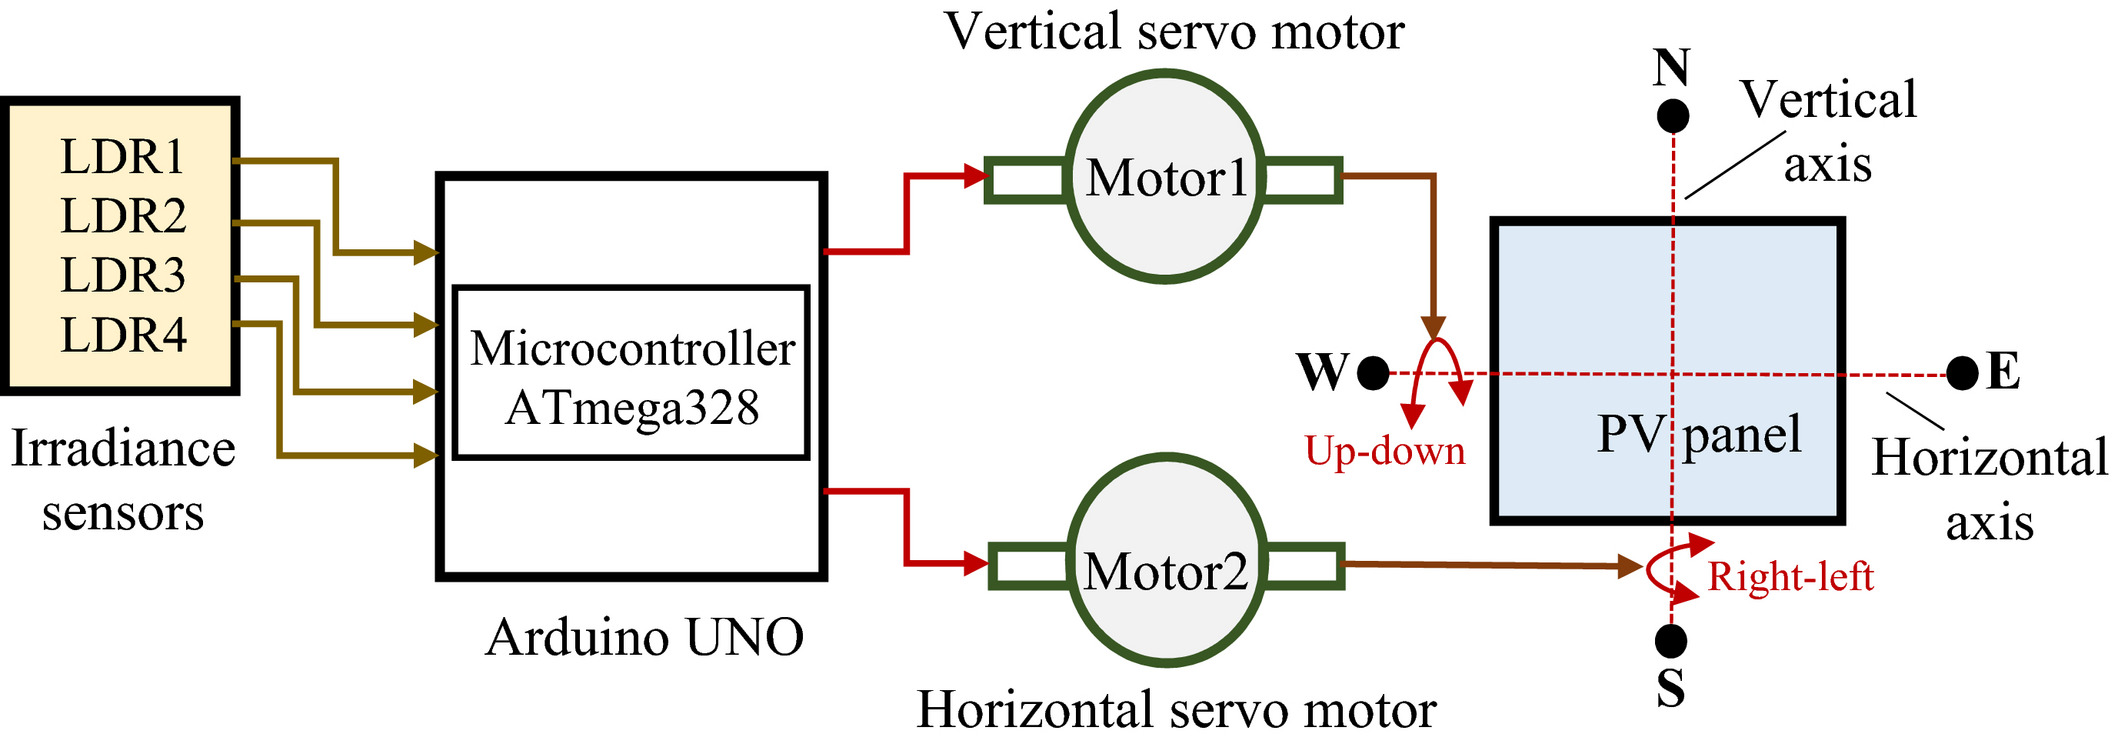 LDR1
LDR2
LDR3
LDR4
Irradiance
sensors
Microcontroller
ATmega328
Arduino UNO
Vertical servo motor
Motor1
Motor2
Horizontal servo motor
N
Vertical
axis
W
E
Up-down
PV panel
Horizontal
axis
Right-left
S